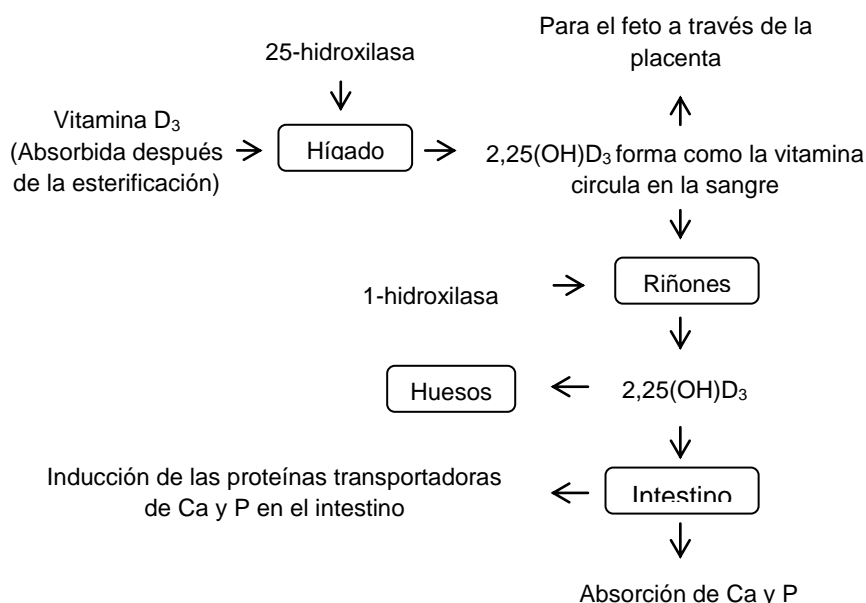 Para el feto a través de la
placenta
25-hidroxilasa
Vitamina D₃
(Absorbida después
de la esterificación)
Hígado
2,25(OH)D₃ forma como la vitamina
circula en la sangre
1-hidroxilasa
Riñones
Huesos
2,25(OH)D₃
Inducción de las proteínas transportadoras
de Ca y P en el intestino
Intestino
Absorción de Ca y P